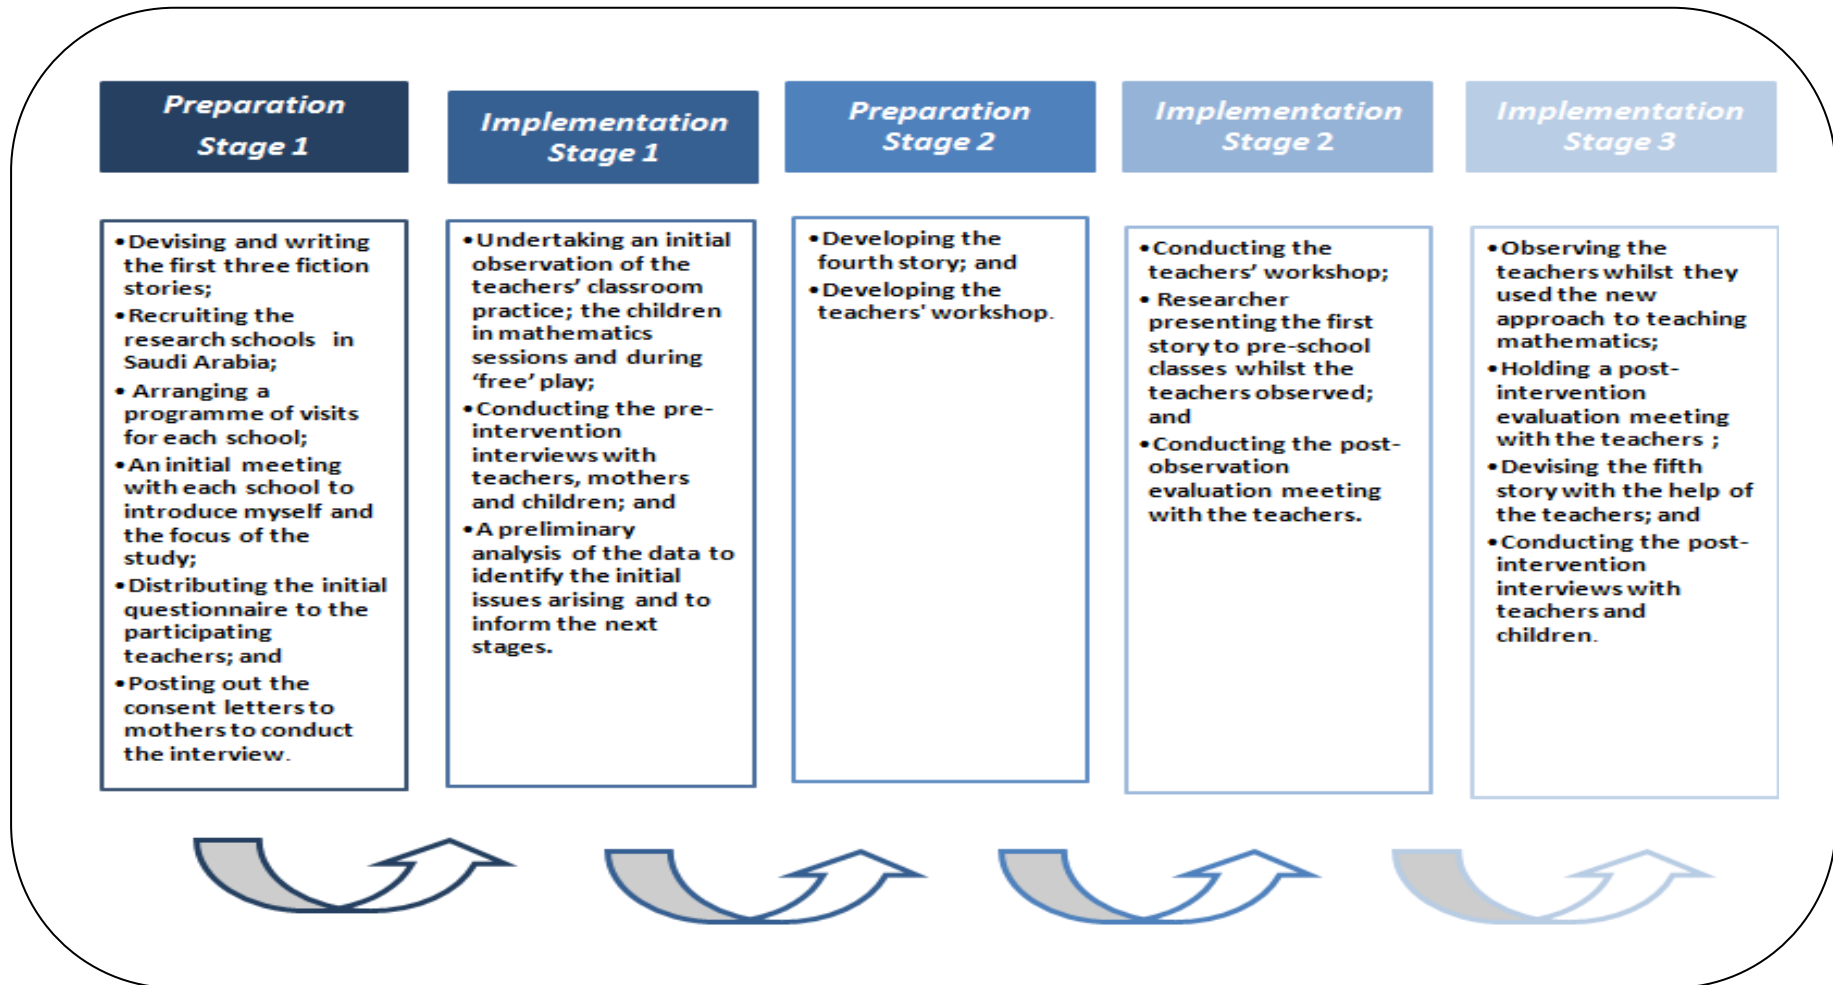 Preparation
Stage 1
•Devising and writing
the first three fiction
stories;
•Recruiting the
research schools in
Saudi Arabia;
• Arranging a
programme of visits
for each school;
•An initial meeting
with each school to
introduce myself and
the focus of the
study;
•Distributing the initial
questionnaire to the
participating
teachers; and
•Posting out the
consent letters to
mothers to conduct
the interview.
Implementation
Stage 1
•Undertaking an initial
observation of the
teachers’ classroom
practice; the children
in mathematics
sessions and during
‘free’ play;
•Conducting the pre-
intervention
interviews with
teachers, mothers
and children; and
•A preliminary
analysis of the data to
identify the initial
issues arising and to
inform the next
stages.
Preparation
Stage 2
•Developing the
fourth story; and
•Developing the
teachers' workshop.
Implementation
Stage 2
•Conducting the
teachers’ workshop;
• Researcher
presenting the first
story to pre-school
classes whilst the
teachers observed;
and
•Conducting the post-
observation
evaluation meeting
with the teachers.
Implementation
Stage 3
•Observing the
teachers whilst they
used the new
approach to teaching
mathematics;
•Holding a post-
intervention
evaluation meeting
with the teachers ;
•Devising the fifth
story with the help of
the teachers; and
•Conducting the post-
intervention
interviews with
teachers and
children.